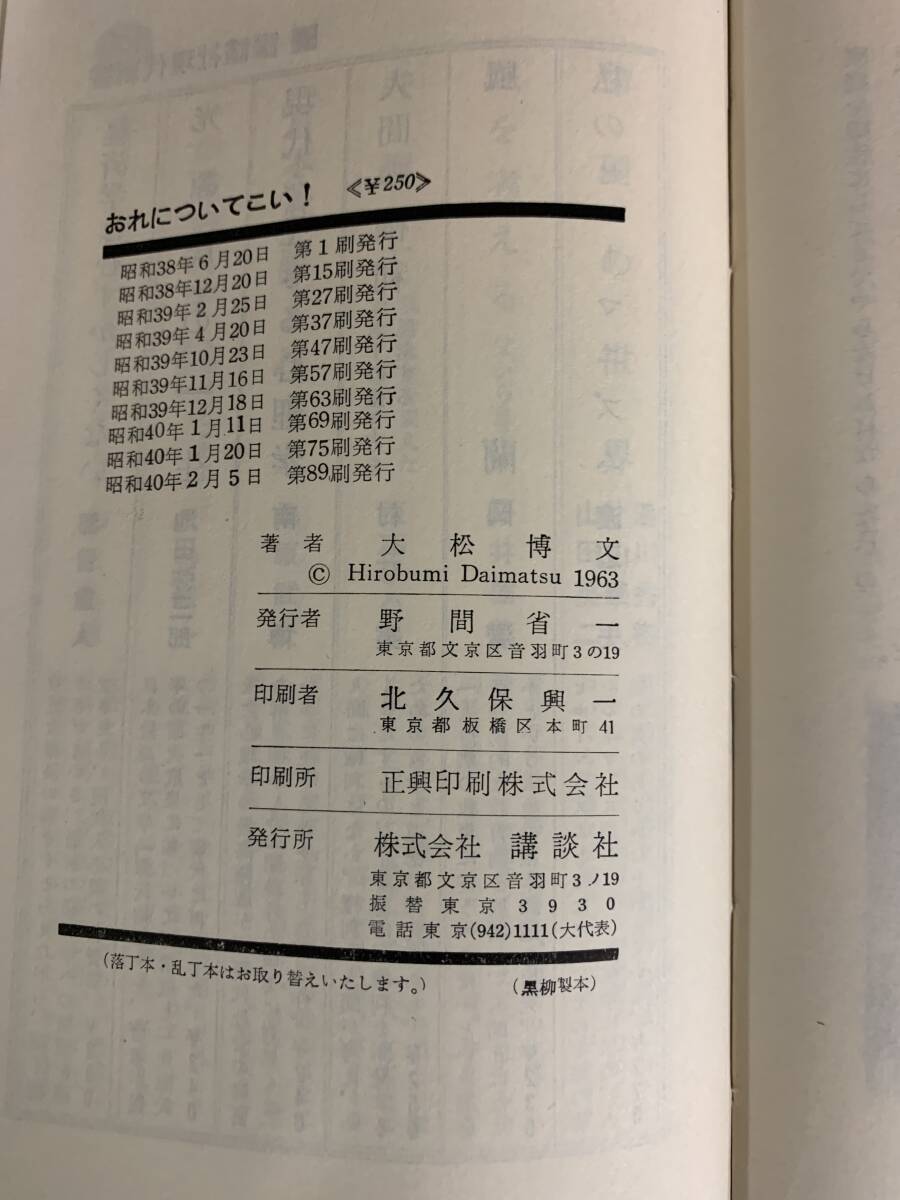 おれについてこい！ 《¥250》
昭和38年6月20日 第1刷発行
昭和38年12月20日 第15刷発行
昭和39年2月25日 第27刷発行
昭和39年4月20日 第37刷発行
昭和39年10月23日 第47刷発行
昭和39年11月16日 第57刷発行
昭和39年12月18日 第63刷発行
昭和40年1月11日 第69刷発行
昭和40年1月20日 第75刷発行
昭和40年2月5日 第89刷発行
著者 大松博文
© Hirobumi Daimatsu 1963
発行者 野間省一
東京都文京区音羽町3の19
印刷者 北久保興一
東京都板橋区本町41
印刷所 正興印刷株式会社
発行所 株式会社 講談社
東京都文京区音羽町3ノ19
振替東京3930
電話東京(942)1111(大代表)
(落丁本・乱丁本はお取り替えいたします。) (黒柳製本)